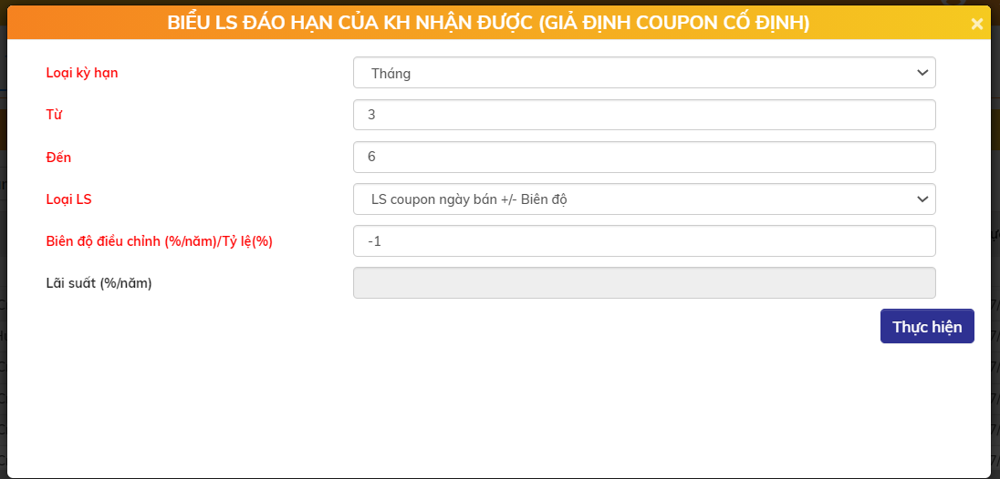 BIỂU LS ĐÁO HẠN CỦA KH NHẬN ĐƯỢC (GIẢ ĐỊNH COUPON CỐ ĐỊNH) ×
Loại kỳ hạn Tháng
Từ 3
Đến 6
Loại LS LS coupon ngày bán +/- Biên độ
Biên độ điều chỉnh (%/năm)/Tỷ lệ(%) -1
Lãi suất (%/năm)
Thực hiện